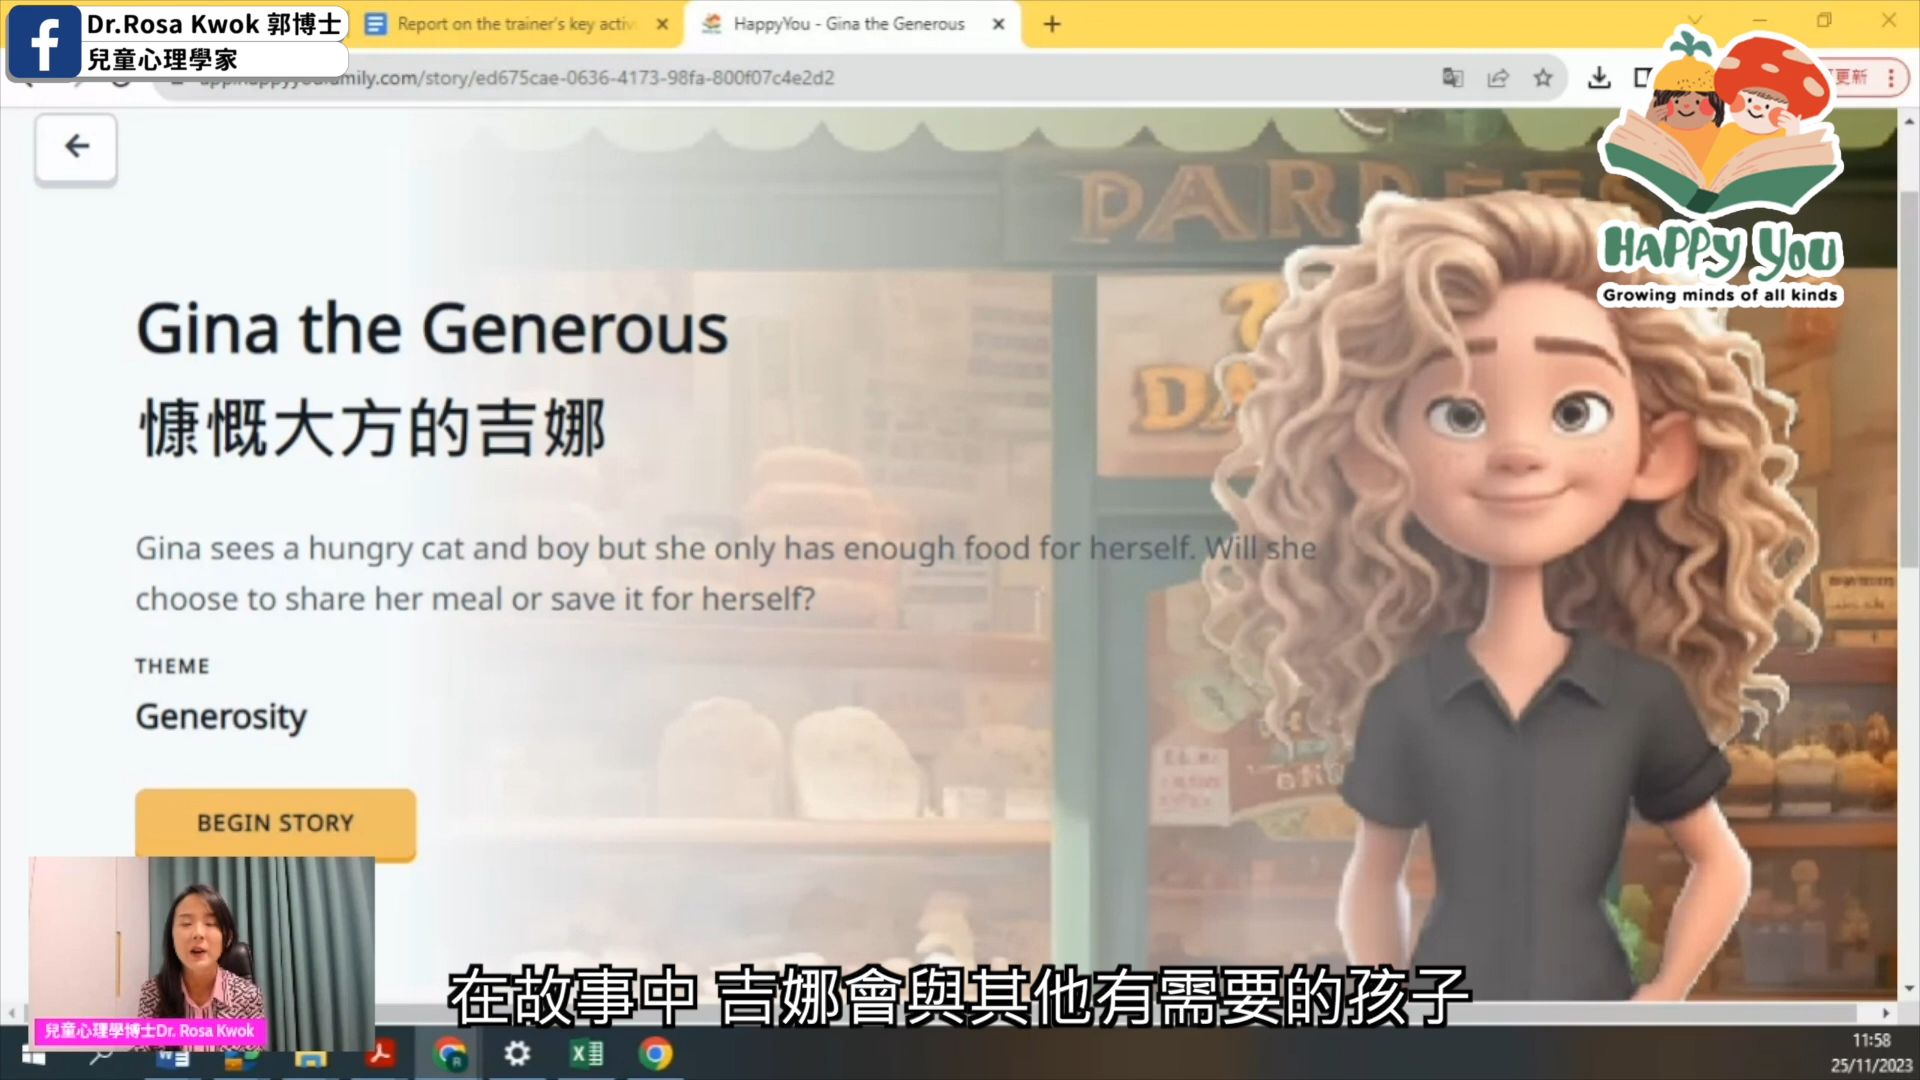 Dr.Rosa Kwok 郭博士
兒童心理學家
Report on the trainer's key activ
HappyYou - Gina the Generous
family.com/story/ed675cae-0636-4173-98fa-800f07c4e2d2
更新
HAPPY YOU
Growing minds of all kinds
Gina the Generous
慷慨大方的吉娜
Gina sees a hungry cat and boy but she only has enough food for herself. Will she
choose to share her meal or save it for herself?
THEME
Generosity
BEGIN STORY
在故事中 吉娜會與其他有需要的孩子
兒童心理學博士Dr. Rosa Kwok
11:58
25/11/2023